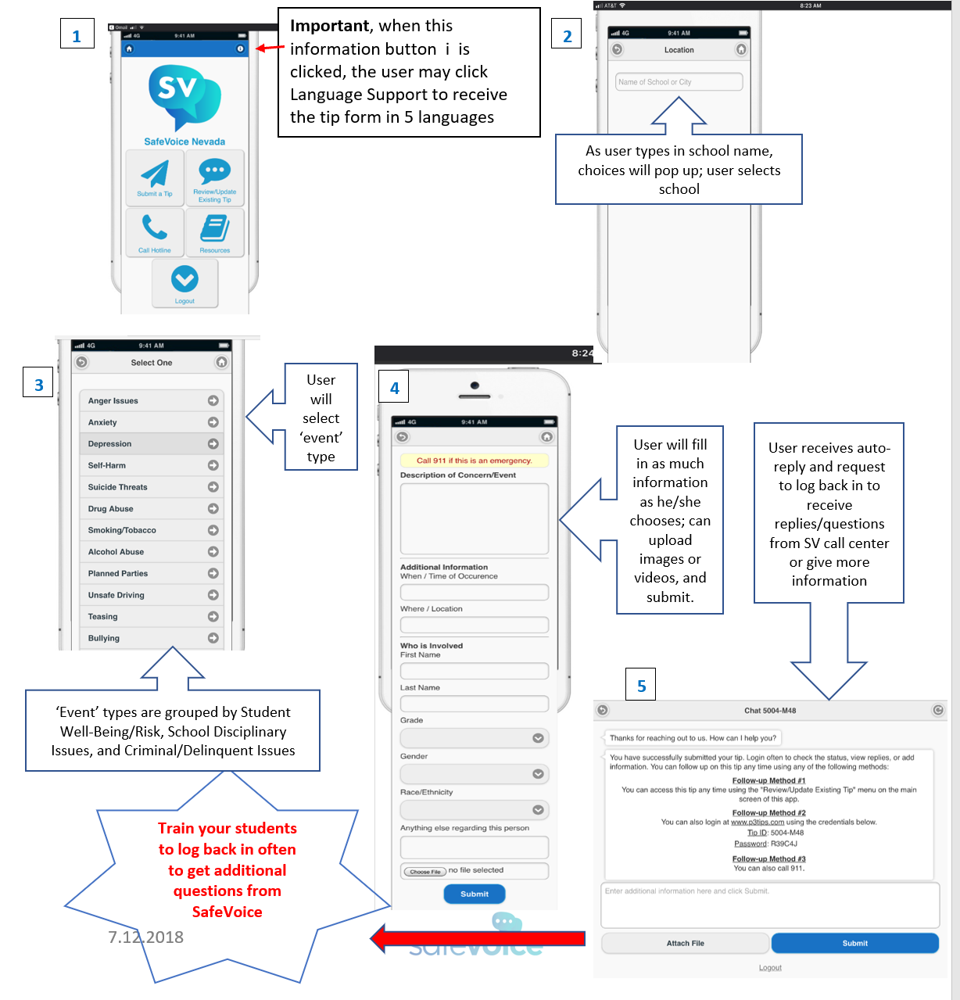 1
Gmail
4G 9:41 AM
SV
SafeVoice Nevada
Submit a Tip
Review/Update
Existing Tip
Call Hotline
Resources
Logout
Important, when this
information button i is
clicked, the user may click
Language Support to receive
the tip form in 5 languages
2
AT&T 8:23 AM
4G 9:41 AM
Location
Name of School or City
As user types in school name,
choices will pop up; user selects
school
3
4G 9:41 AM
Select One
Anger Issues
Anxiety
Depression
Self-Harm
Suicide Threats
Drug Abuse
Smoking/Tobacco
Alcohol Abuse
Planned Parties
Unsafe Driving
Teasing
Bullying
User
will
select
‘event’
type
‘Event’ types are grouped by Student
Well-Being/Risk, School Disciplinary
Issues, and Criminal/Delinquent Issues
4
8:24
4G 9:41 AM
Call 911 if this is an emergency.
Description of Concern/Event
Additional Information
When / Time of Occurence
Where / Location
Who is Involved
First Name
Last Name
Grade
Gender
Race/Ethnicity
Anything else regarding this person
Choose File no file selected
Submit
User will fill
in as much
information
as he/she
chooses; can
upload
images or
videos, and
submit.
User receives auto-
reply and request
to log back in to
receive
replies/questions
from SV call center
or give more
information
5
Chat 5004-M48
Thanks for reaching out to us. How can I help you?
You have successfully submitted your tip. Login often to check the status, view replies, or add
information. You can follow up on this tip any time using any of the following methods:
Follow-up Method #1
You can access this tip any time using the "Review/Update Existing Tip" menu on the main
screen of this app.
Follow-up Method #2
You can also login at www.p3tips.com using the credentials below.
Tip ID: 5004-M48
Password: R39C4J
Follow-up Method #3
You can also call 911.
Enter additional information here and click Submit.
Attach File
Submit
Logout
Train your students
to log back in often
to get additional
questions from
SafeVoice
7.12.2018
safevoice